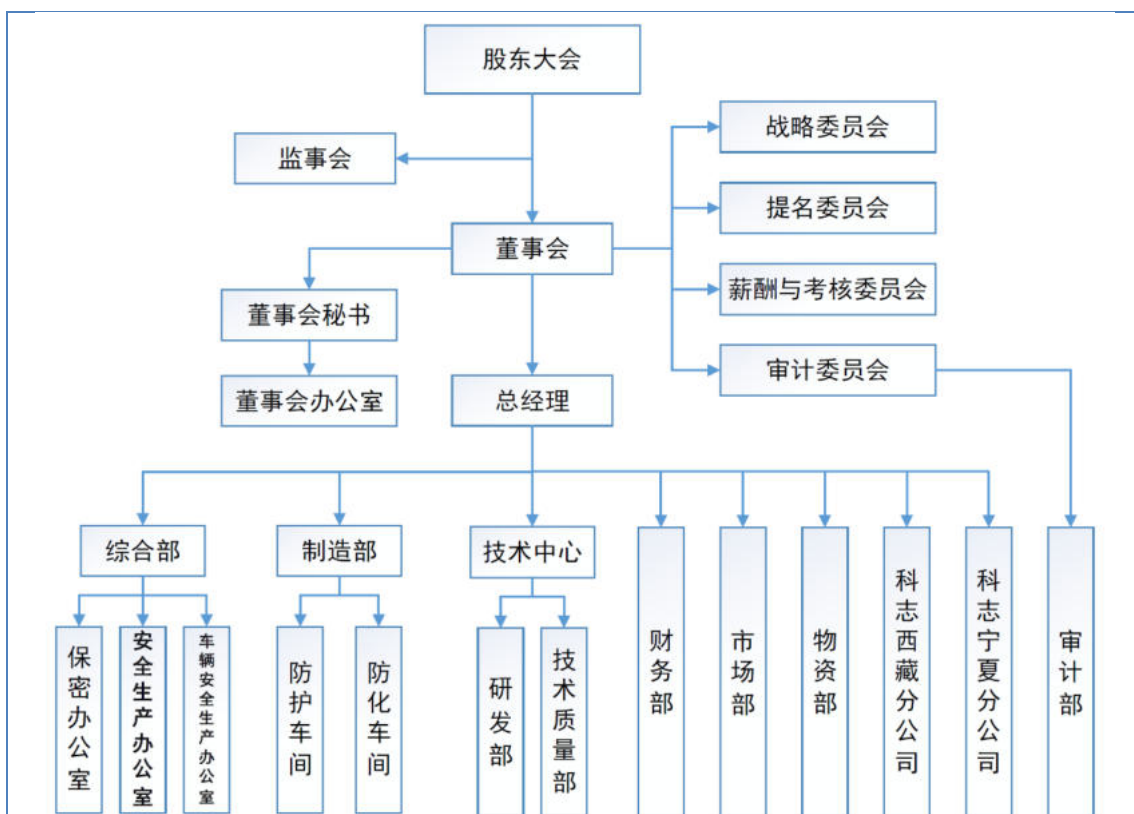 股东大会
监事会
战略委员会
提名委员会
董事会
薪酬与考核委员会
董事会秘书
审计委员会
董事会办公室
总经理
综合部
制造部
技术中心
保密办公室
安全生产办公室
车辆安全生产办公室
防护车间
防化车间
研发部
技术质量部
财务部
市场部
物资部
科志西藏分公司
科志宁夏分公司
审计部